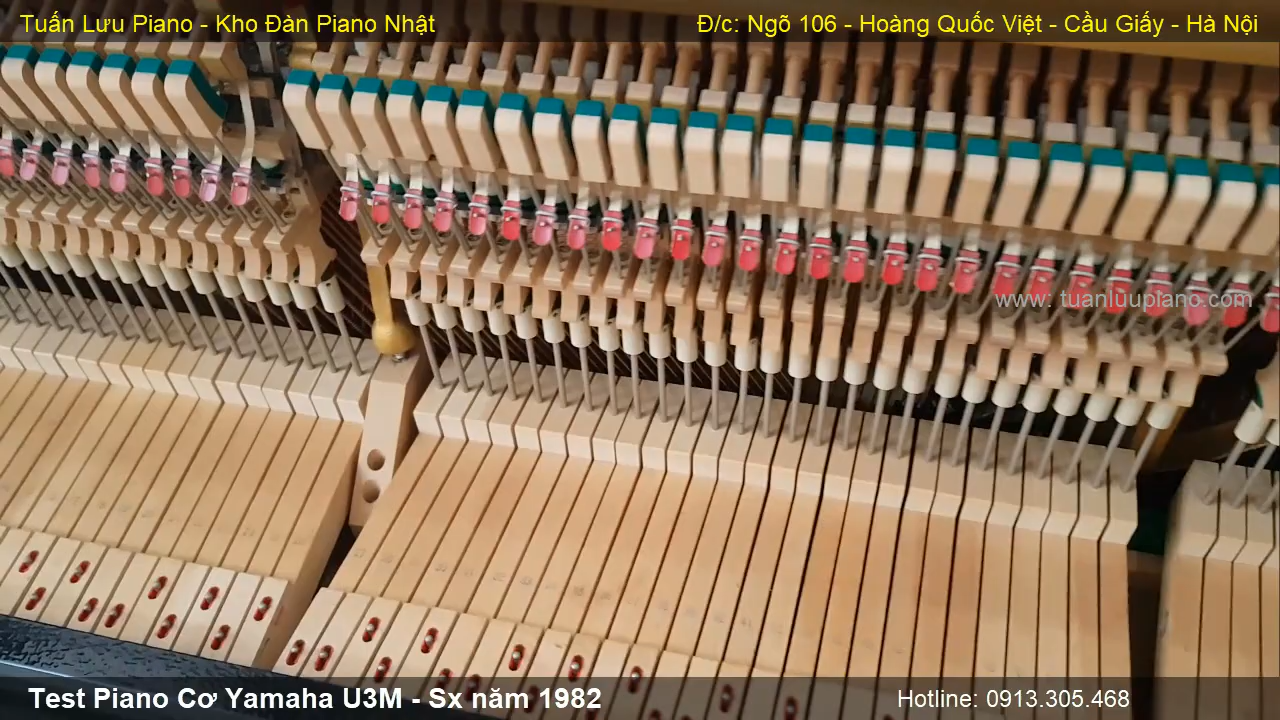 Tuấn Lưu Piano - Kho Đàn Piano Nhật
Đ/c: Ngõ 106 - Hoàng Quốc Việt - Cầu Giấy - Hà Nội
www: tuanluupiano.com
Test Piano Cơ Yamaha U3M - Sx năm 1982
Hotline: 0913.305.468